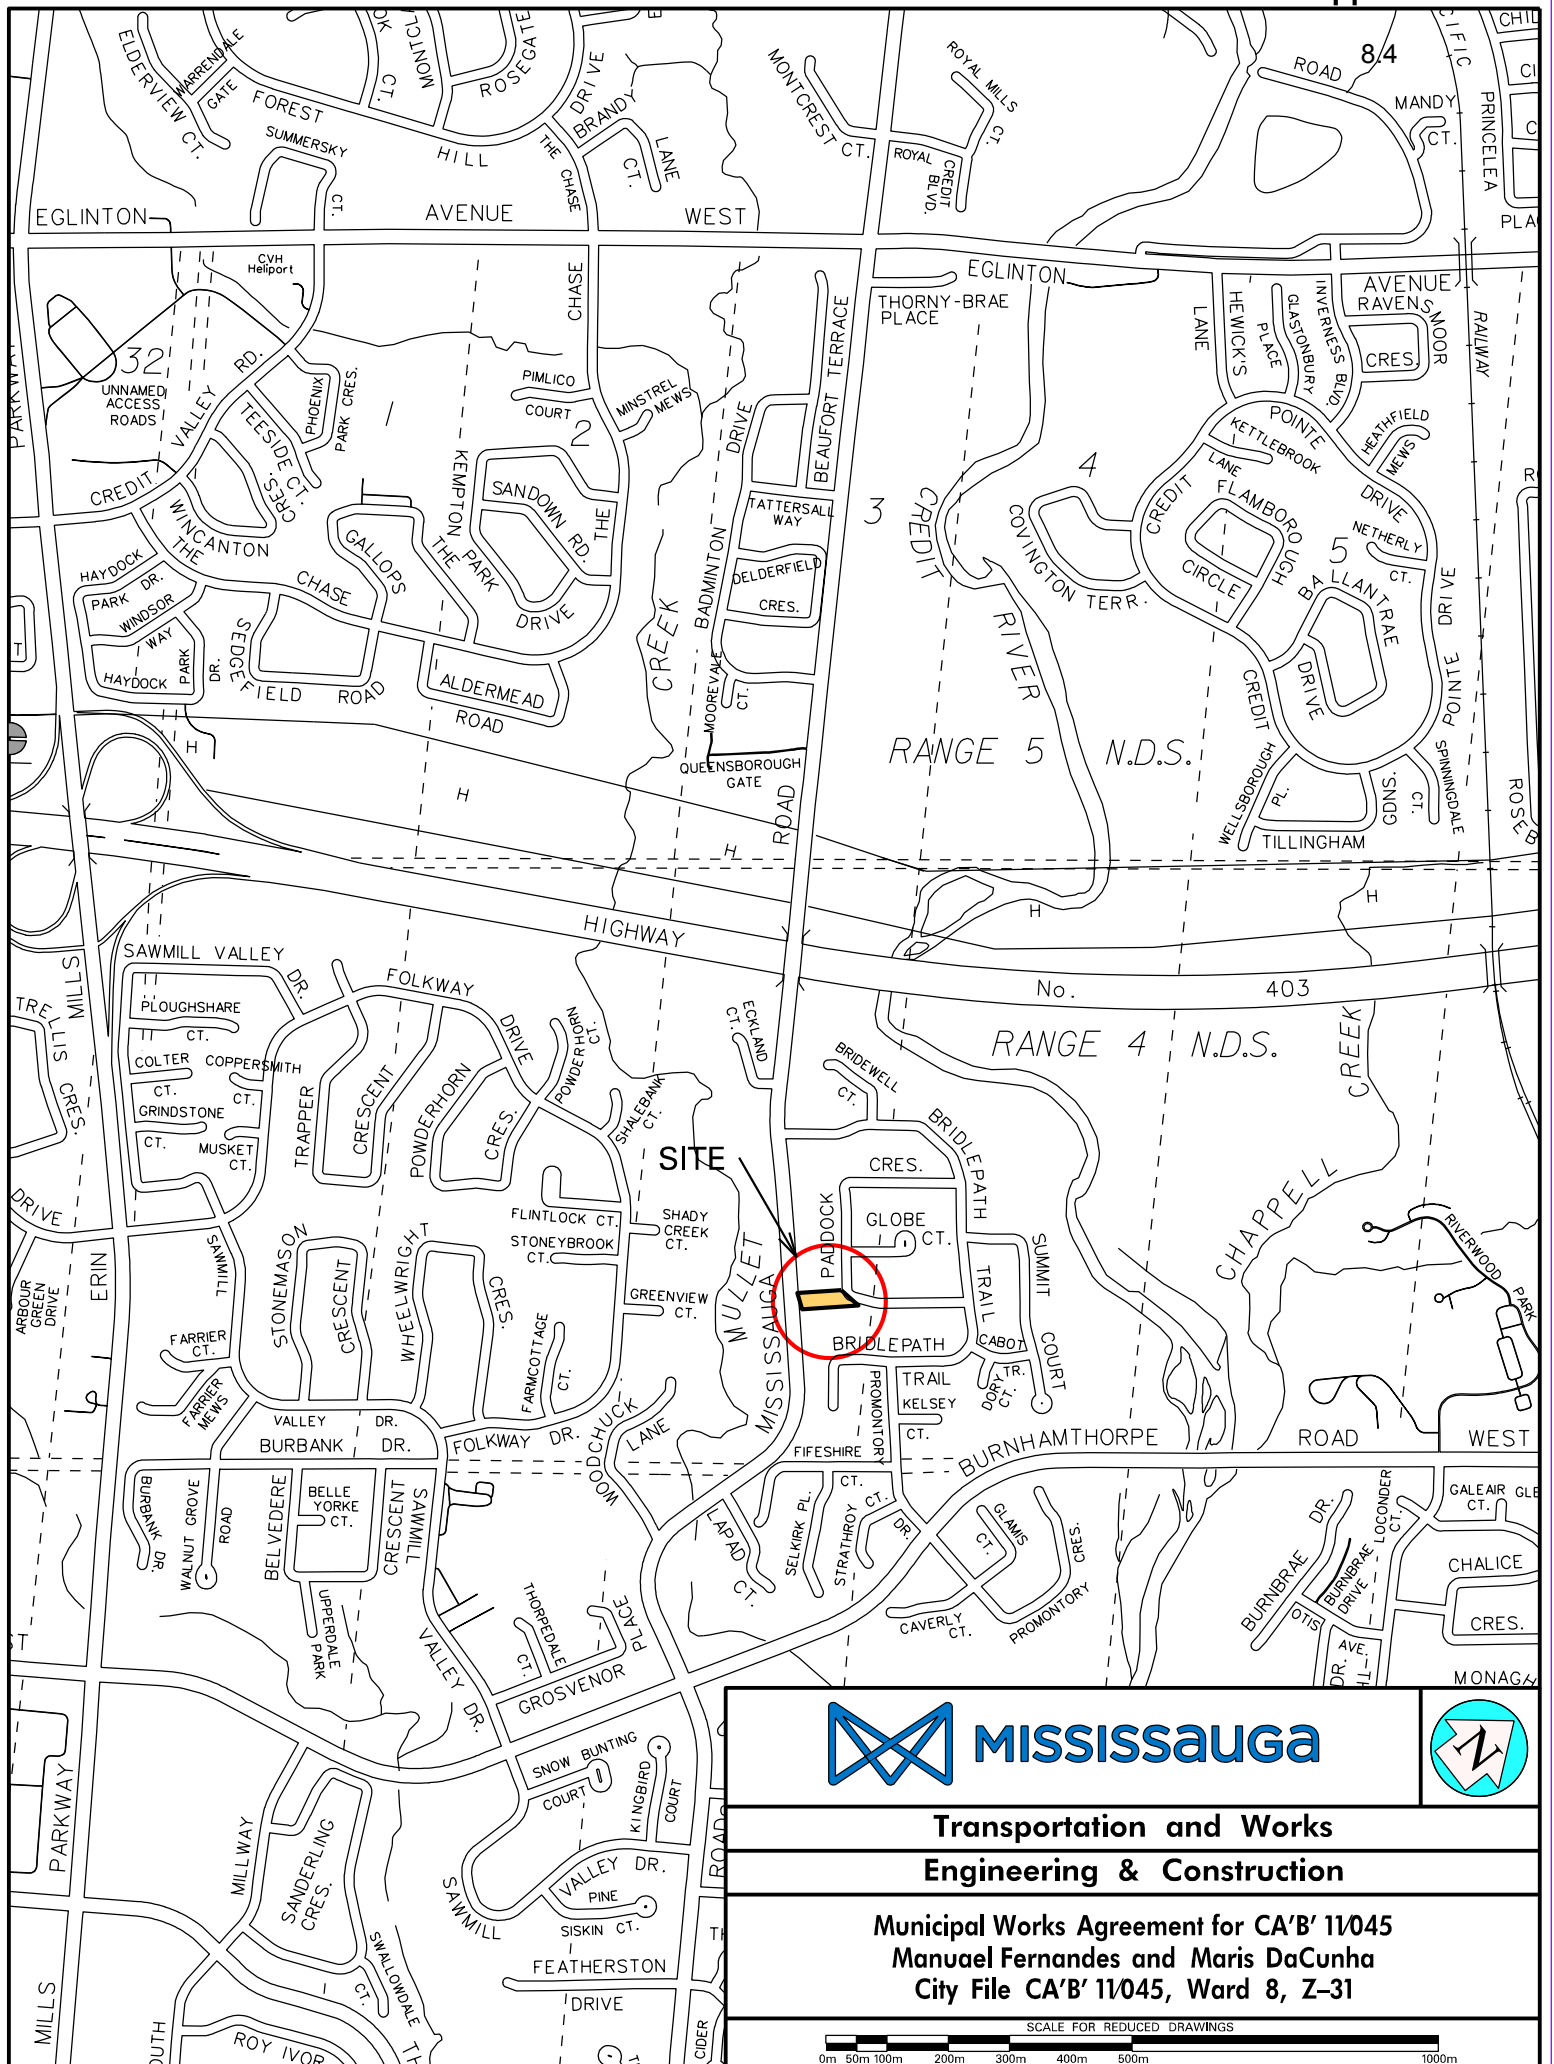 8.4
ELDERVIEW CT.
WARRENDALE
GATE
FOREST
HILL
CT.
ROSEGATE
DRIVE
BRANDY
LANE
CT.
THE CHASE
SUMMERSKY
CT.
MONTCREST
CT.
ROYAL MILLS
CT.
ROYAL
CREDIT
BLVD.
ROAD
MANDY
CT.
PRINCELEA
EGLINTON
AVENUE
WEST
CVH
Heliport
CHASE
THORNY-BRAE
PLACE
EGLINTON
AVENUE
RAVENSMOOR
CRES.
RAILWAY
LANE
HEWICK'S
GLASTONBURY
PLACE
INVERNESS BLVD.
32
UNNAMED
ACCESS
ROADS
VALLEY
RD.
PHOENIX
PARK CRES.
TEESIDE CT.
CRES.
CREDIT
WINCANTON
PIMLICO
COURT
2
MINSTREL
MEWS
DRIVE
BEAUFORT TERRACE
KEMPTON
PARK
SANDOWN
RD.
THE
GALLOPS
THE
TATTERSALL
WAY
3
CREDIT
RIVER
4
COVINGTON TERR.
CREDIT
POINTE
DRIVE
KETTLEBROOK
LANE
HEATHFIELD
MEWS
FLAMBOROUGH
CIRCLE
5
NETHERLY
CT.
BALLANTRAE
DRIVE
HAYDOCK
PARK DR.
WINDSOR
WAY
HAYDOCK
PARK
DR.
THE
CHASE
DRIVE
SEDGEFIELD
ROAD
ALDERMEAD
ROAD
CREEK
BADMINTON
DELDERFIELD
CRES.
MOOREVALE
CT.
QUEENSBOROUGH
GATE
ROAD
RANGE 5 N.D.S.
CREDIT
POINTE
DRIVE
WELLSBOROUGH
PL.
TILLINGHAM
GDNS.
SPINNINGDALE
CT.
H
H
H
H
H
HIGHWAY
No.
403
RANGE 4 N.D.S.
CREEK
CHAPPELL
SAWMILL VALLEY
DR.
MILLS
TRELLIS CRES.
PLOUGHSHARE
CT.
COLTER
CT.
COPPERSMITH
CT.
GRINDSTONE
CT.
MUSKET
CT.
TRAPPER
CRESCENT
FOLKWAY
DRIVE
POWDERHORN
CRES.
POWDERHORN
CT.
SHALEBANK
CT.
ECKLAND
CT.
BRIDEWELL
CT.
BRIDLEPATH
SITE
CRES.
PADDOCK
GLOBE
CT.
SUMMIT
COURT
TRAIL
FLINTLOCK CT.
SHADY
CREEK
CT.
STONEYBROOK
CT.
GREENVIEW
CT.
MULLET
MISSISSAUGA
DRIVE
ARBOUR
GREEN
DRIVE
ERIN
SAWMILL
STONEMASON
CRESCENT
WHEELWRIGHT
CRES.
FARMCOTTAGE
CT.
FARRIER
CT.
FARRIER
MEWS
BRIDLEPATH
TRAIL
CABOT
TR.
DORY
CT.
PROMONTORY
KELSEY
CT.
RIVERWOOD
PARK
VALLEY
DR.
BURBANK
DR.
FOLKWAY
DR.
WOODCHUCK
LANE
FIFESHIRE
CT.
BURNHAMTHORPE
ROAD
WEST
BURBANK
DR.
WALNUT GROVE
ROAD
BELVEDERE
BELLE
YORKE
CT.
CRESCENT
SAWMILL
LAPAD
CT.
SELKIRK PL.
STRATHROY
CT.
DR.
GLAMIS
CT.
CRES.
CAVERLY
CT.
PROMONTORY
BURNBRAE
DR.
BURNBRAE
DRIVE
LOCONDER
CT.
GALEAIR
CT.
CHALICE
CRES.
OTIS
AVE.
DR.
UPPERDALE
PARK
VALLEY
DR.
THORPEDALE
CT.
GROSVENOR
PLACE
SNOW BUNTING
COURT
KINGBIRD
COURT
PARKWAY
MILLS
MILLWAY
SANDERLING
CRES.
SWALLOWDALE
CT.
VALLEY
DR.
SAWMILL
PINE
SISKIN CT.
FEATHERSTON
DRIVE
CIDER
MISSISSAUGA
N
Transportation and Works
Engineering & Construction
Municipal Works Agreement for CA'B' 11/045
Manuael Fernandes and Maris DaCunha
City File CA'B' 11/045, Ward 8, Z-31
SCALE FOR REDUCED DRAWINGS
0m 50m 100m 200m 300m 400m 500m 1000m